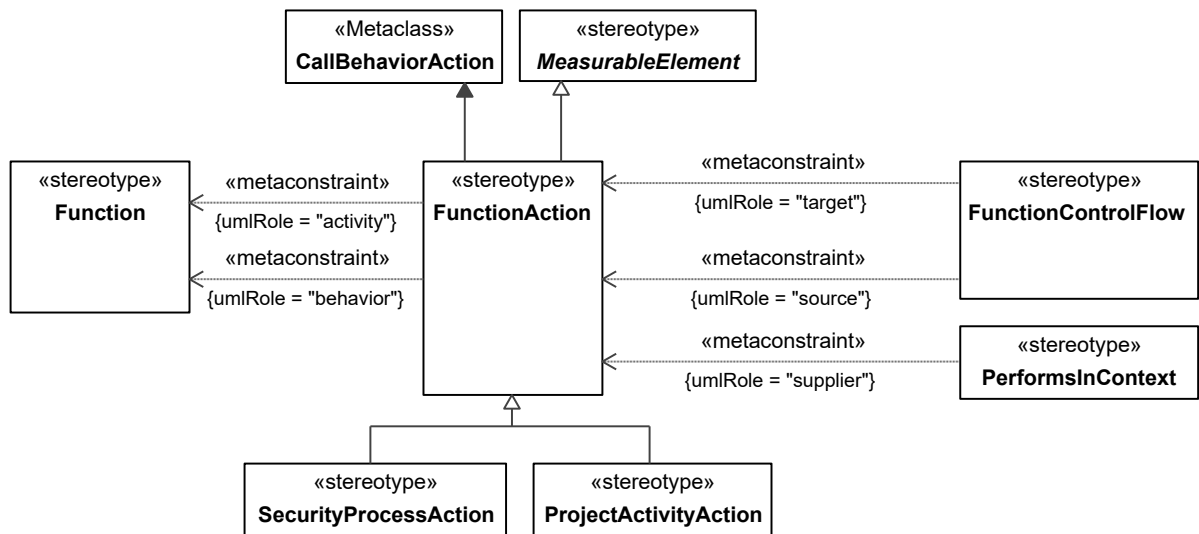 «Metaclass»
CallBehaviorAction
«stereotype»
MeasurableElement
«stereotype»
Function
«metaconstraint»
{umlRole = "activity"}
«metaconstraint»
{umlRole = "behavior"}
«stereotype»
FunctionAction
«metaconstraint»
{umlRole = "target"}
«metaconstraint»
{umlRole = "source"}
«metaconstraint»
{umlRole = "supplier"}
«stereotype»
FunctionControlFlow
«stereotype»
PerformsInContext
«stereotype»
SecurityProcessAction
«stereotype»
ProjectActivityAction